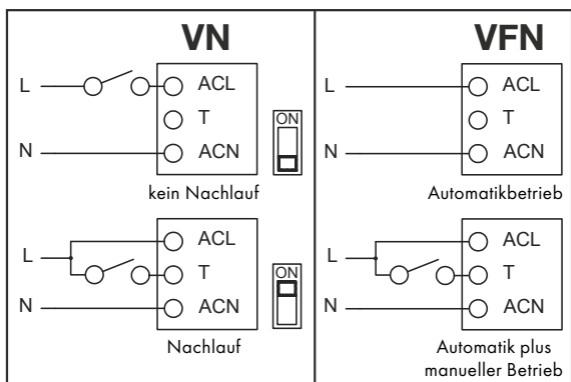 VN
L
ACL
T
N
ACN
ON
kein Nachlauf
ACL
L
T
N
ACN
ON
Nachlauf
VFN
L
ACL
T
N
ACN
Automatikbetrieb
ACL
L
T
N
ACN
Automatik plus
manueller Betrieb